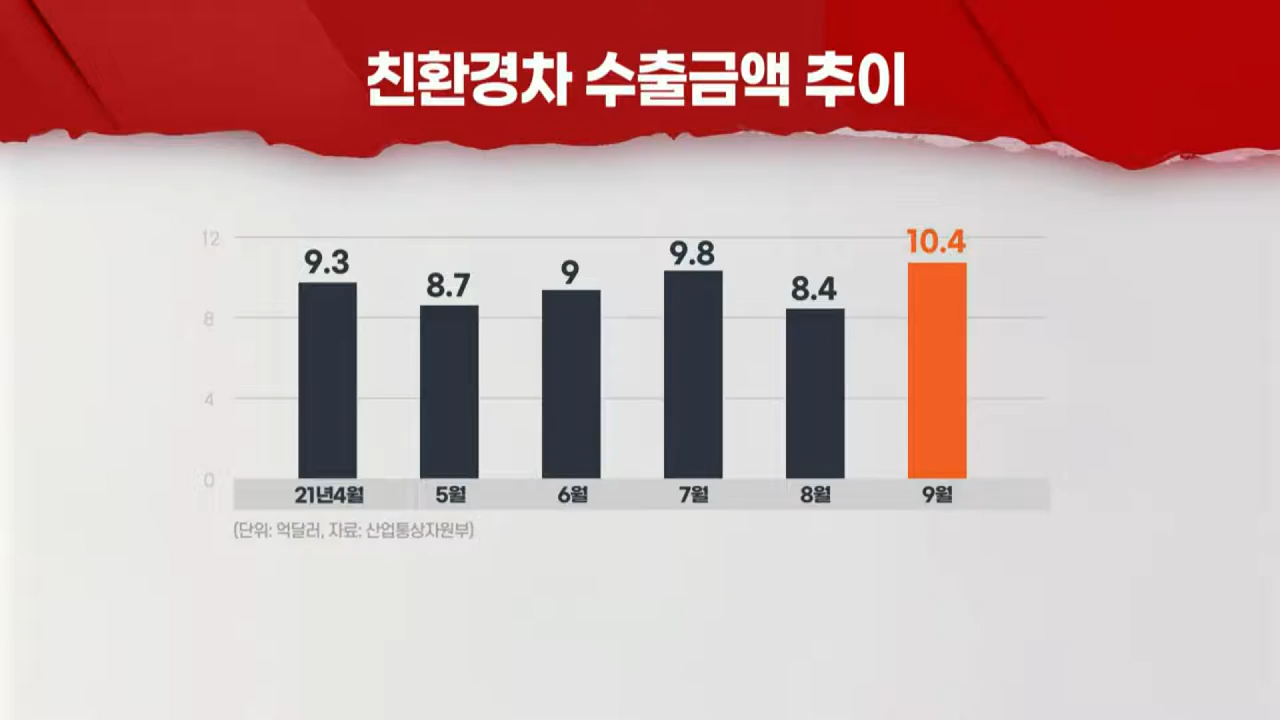 친환경차 수출금액 추이
12
8
4
0
9.3
8.7
9
9.8
8.4
10.4
21년4월
5월
6월
7월
8월
9월
(단위: 억달러, 자료: 산업통상자원부)